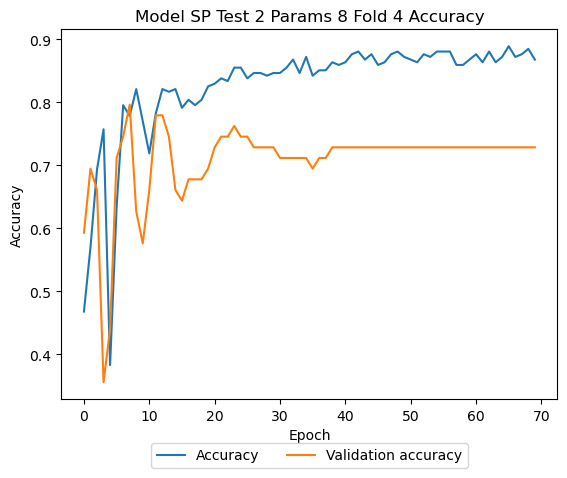 Model SP Test 2 Params 8 Fold 4 Accuracy
0.9
0.8
0.7
0.6
0.5
0.4
Accuracy
0 10 20 30 40 50 60 70
Epoch
Accuracy Validation accuracy